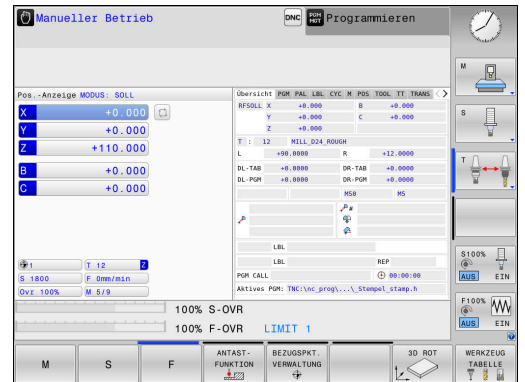 Manueller Betrieb
DNC
PGM MGT
Programmieren
Pos.-Anzeige MODUS: SOLL
X +0.000
Y +0.000
Z +110.000
B +0.000
C +0.000
1 T 12 Z
S 1800 F 0mm/min
Ovr 100% M 5/9
Übersicht PGM PAL LBL CYC M POS TOOL TT TRANS
RFSOLL X +0.000 B +0.000
Y +0.000 C +0.000
Z +0.000
T : 12 MILL_D24_ROUGH
L +90.0000 R +12.0000
DL-TAB +0.0000 DR-TAB +0.0000
DL-PGM +0.0000 DR-PGM +0.0000
M50 M5
P
P
LBL
LBL REP
PGM CALL 00:00:00
Aktives PGM: TNC:\nc_prog\...\_Stempel_stamp.h
100% S-OVR
100% F-OVR LIMIT 1
M
S
T
S100%
AUS EIN
F100%
AUS EIN
M
S
F
ANTAST-
FUNKTION
BEZUGSPKT.
VERWALTUNG
3D ROT
WERKZEUG
TABELLE